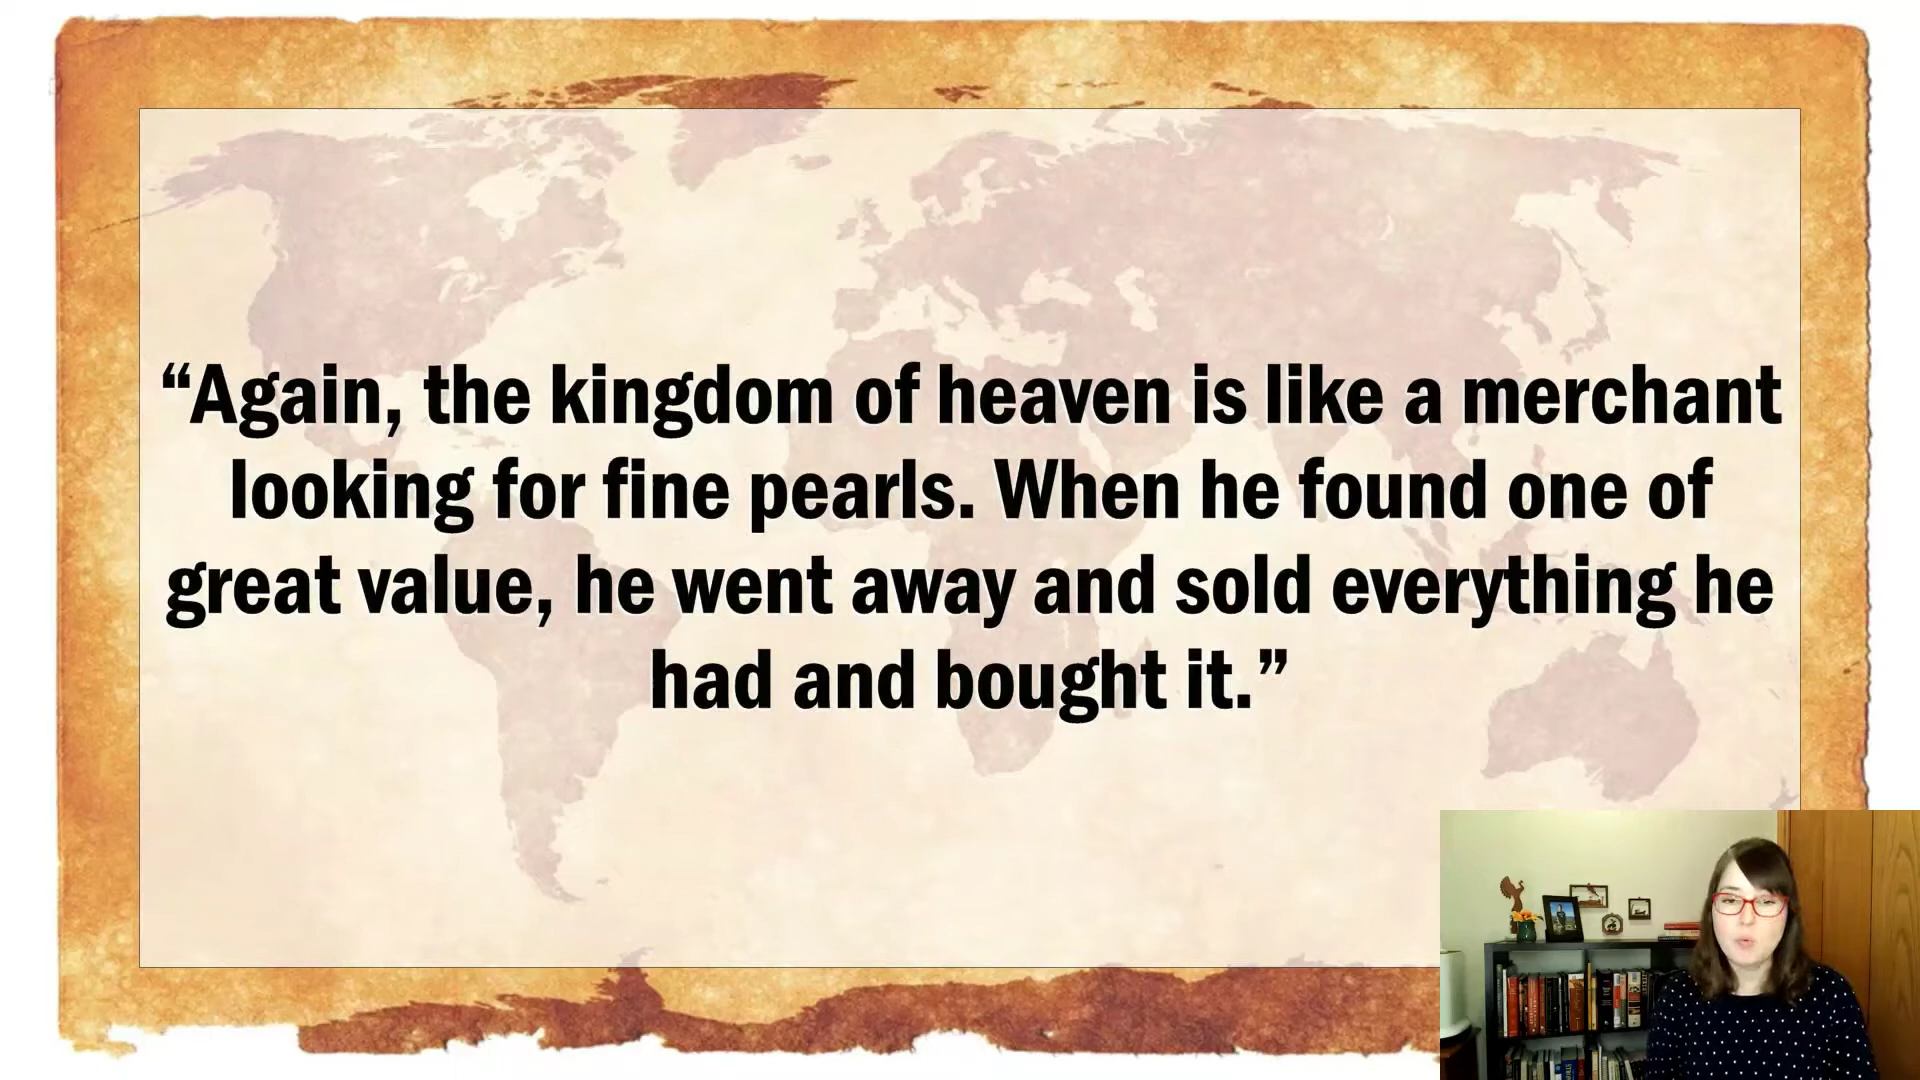 “Again, the kingdom of heaven is like a merchant
looking for fine pearls. When he found one of
great value, he went away and sold everything he
had and bought it.”